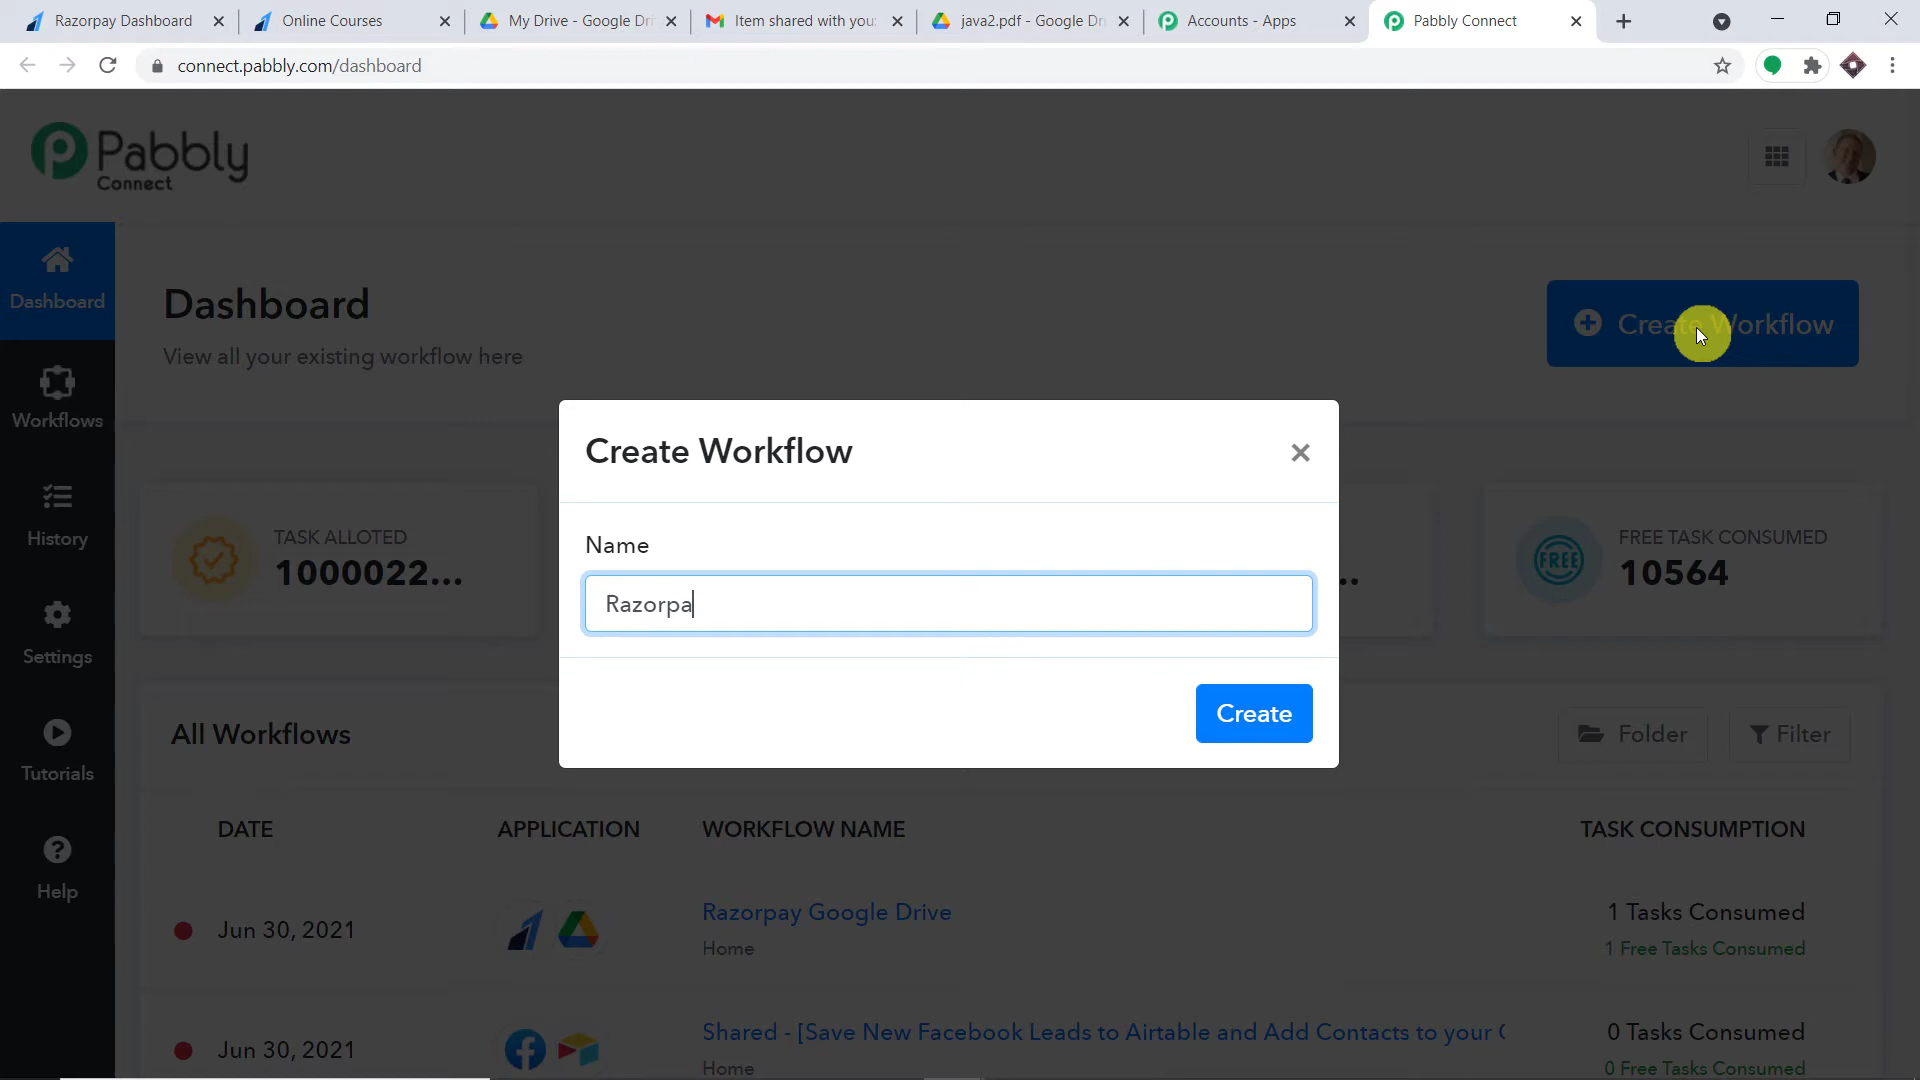 Razorpay Dashboard
Online Courses
My Drive - Google Dri
Item shared with you:
java2.pdf - Google Dri
Accounts - Apps
Pabbly Connect
connect.pabbly.com/dashboard
Pabbly
Connect
Dashboard
Workflows
History
Settings
Tutorials
Help
Dashboard
View all your existing workflow here
Create Workflow
Create Workflow
Name
Razorpa
Create
TASK ALLOTED
1000022...
..
FREE
FREE TASK CONSUMED
10564
All Workflows
Folder
Filter
DATE APPLICATION WORKFLOW NAME TASK CONSUMPTION
Jun 30, 2021
Razorpay Google Drive
Home
1 Tasks Consumed
1 Free Tasks Consumed
Jun 30, 2021
Shared - [Save New Facebook Leads to Airtable and Add Contacts to your
Home
0 Tasks Consumed
0 Free Tasks Consumed